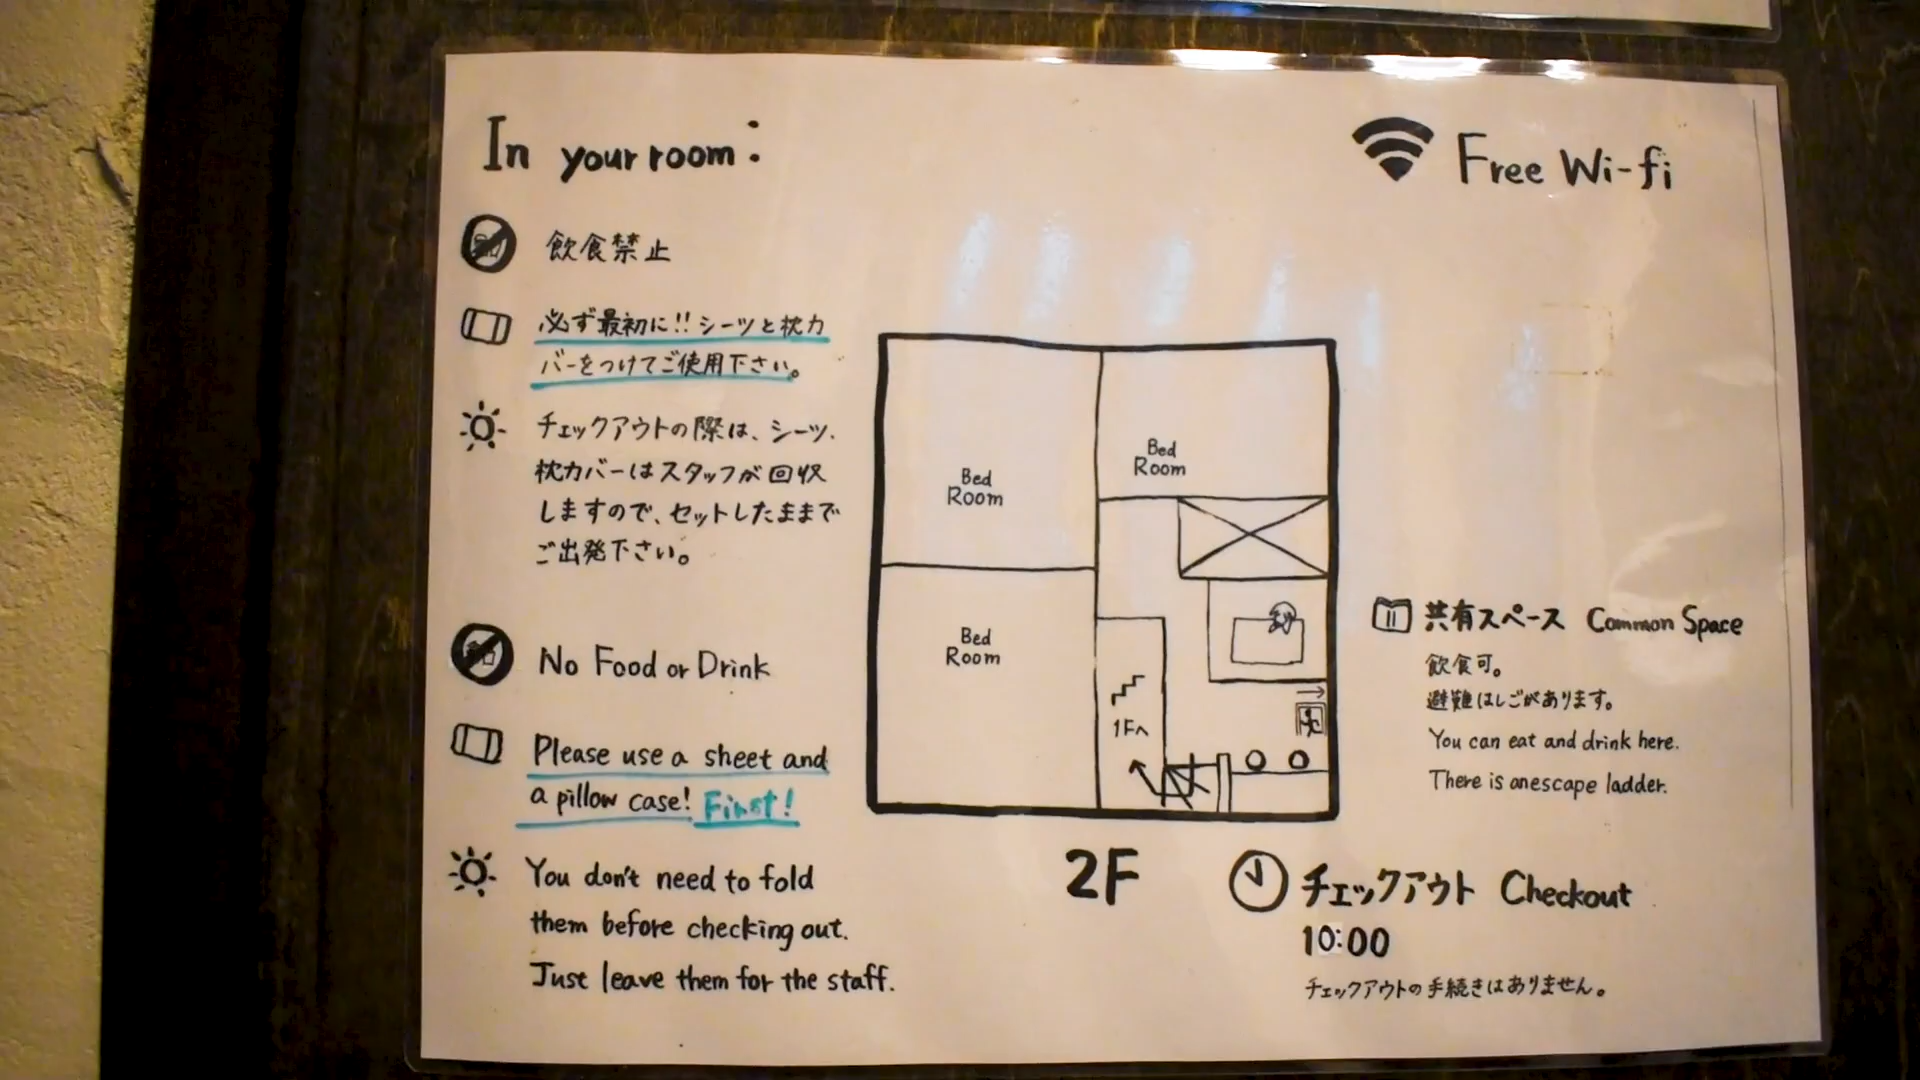 In your room:
Free Wi-fi
飲食禁止
必ず最初に!!シーツと枕カ
バーをつけてご使用下さい。
チェックアウトの際は、シーツ、
枕カバーはスタッフが回収
しますので、セットしたままで
ご出発下さい。
No Food or Drink
Please use a sheet and
a pillow case! First!
You don't need to fold
them before checking out.
Just leave them for the staff.
Bed
Room
Bed
Room
Bed
Room
1Fへ
2F
共有スペース Common Space
飲食可。
避難はしごがあります。
You can eat and drink here.
There is anescape ladder.
チェックアウト Checkout
10:00
チェックアウトの手続きはありません。